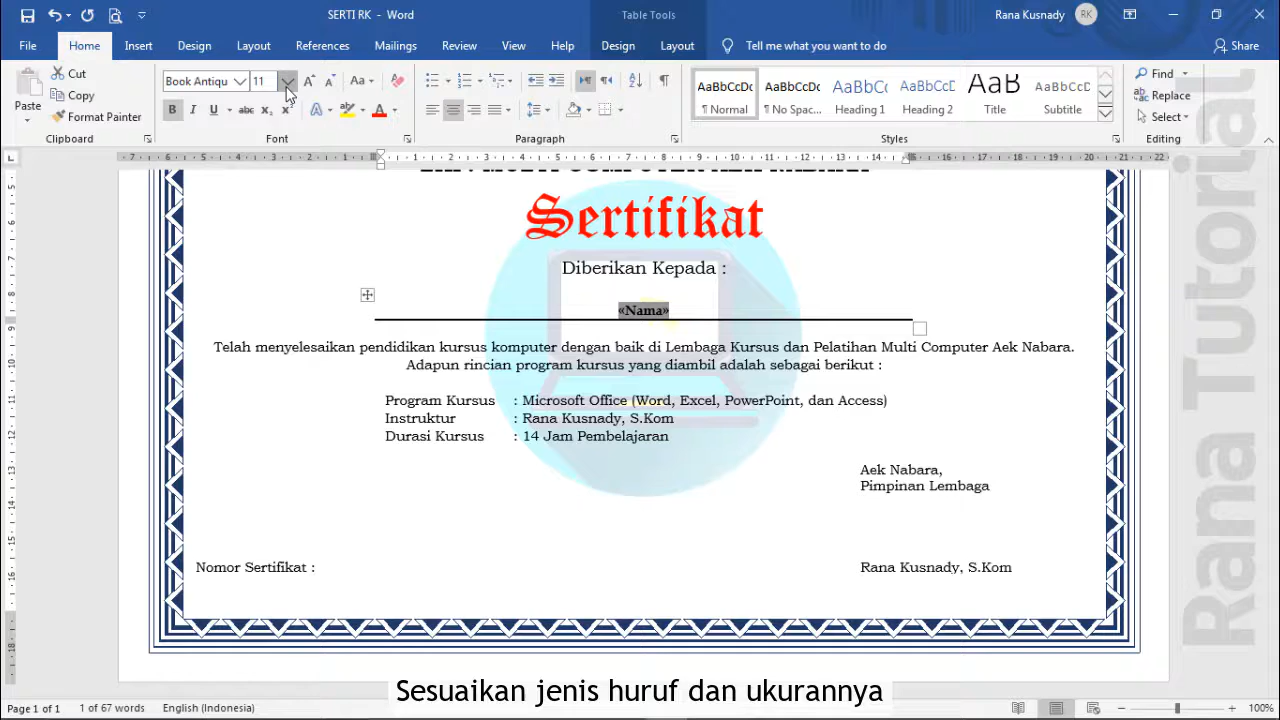 SERTI RK - Word
Table Tools
Rana Kusnady
RK
File
Home
Insert
Design
Layout
References
Mailings
Review
View
Help
Design
Layout
Tell me what you want to do
Share
Paste
Cut
Copy
Format Painter
Clipboard
Book Antiqu
11
Font
Paragraph
AaBbCcDc
¶ Normal
AaBbCcDc
¶ No Spac...
AaBbCc
Heading 1
AaBbCcD
Heading 2
AaB
Title
AaBbCcD
Subtitle
Styles
Find
Replace
Select
Editing
Sertifikat
Diberikan Kepada :
«Nama»
Telah menyelesaikan pendidikan kursus komputer dengan baik di Lembaga Kursus dan Pelatihan Multi Computer Aek Nabara.
Adapun rincian program kursus yang diambil adalah sebagai berikut :
Program Kursus : Microsoft Office (Word, Excel, PowerPoint, dan Access)
Instruktur : Rana Kusnady, S.Kom
Durasi Kursus : 14 Jam Pembelajaran
Aek Nabara,
Pimpinan Lembaga
Nomor Sertifikat :
Rana Kusnady, S.Kom
Rana Tutorial
Sesuaikan jenis huruf dan ukurannya
Page 1 of 1
1 of 67 words
English (Indonesia)
100%